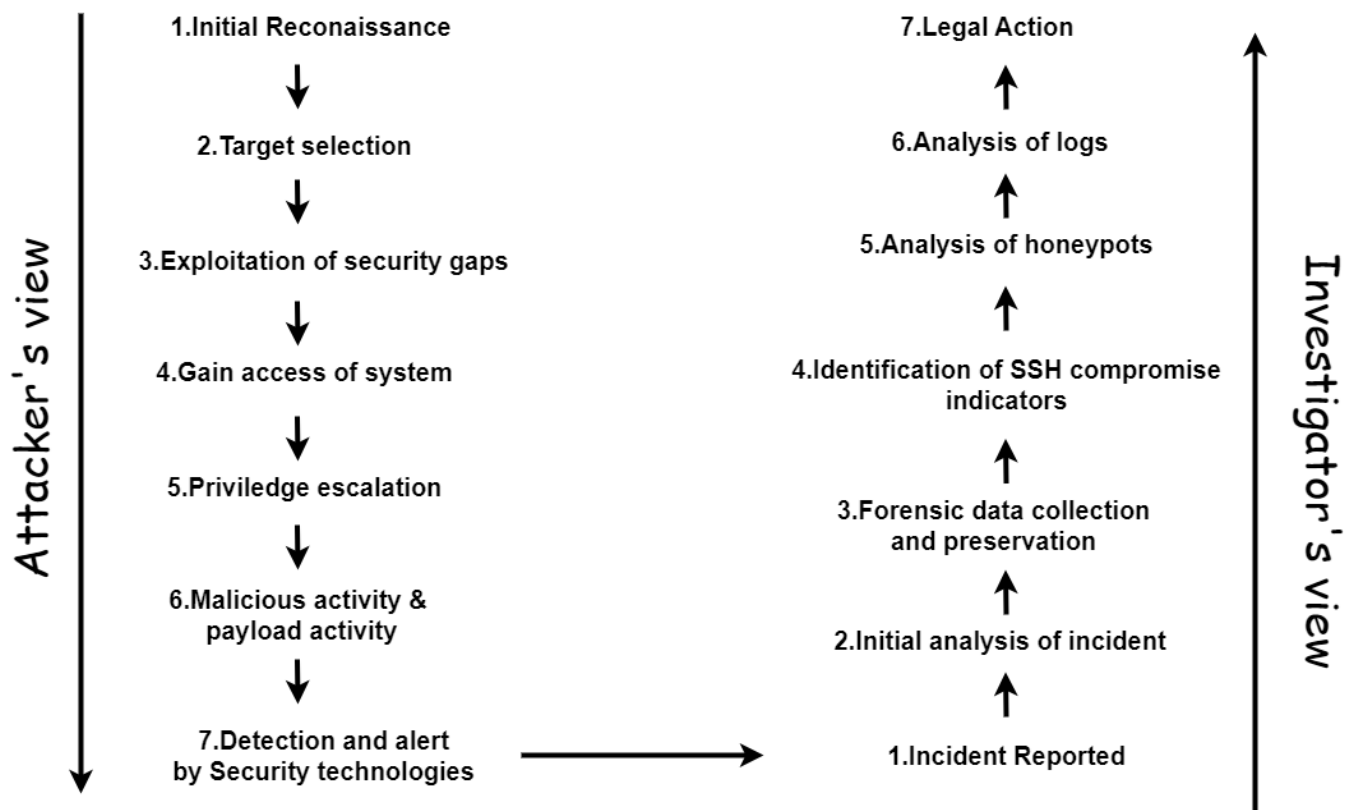 Attacker's view
1.Initial Reconaissance
2.Target selection
3.Exploitation of security gaps
4.Gain access of system
5.Priviledge escalation
6.Malicious activity &
payload activity
7.Detection and alert
by Security technologies
7.Legal Action
6.Analysis of logs
5.Analysis of honeypots
4.Identification of SSH compromise
indicators
3.Forensic data collection
and preservation
2.Initial analysis of incident
1.Incident Reported
Investigator's view